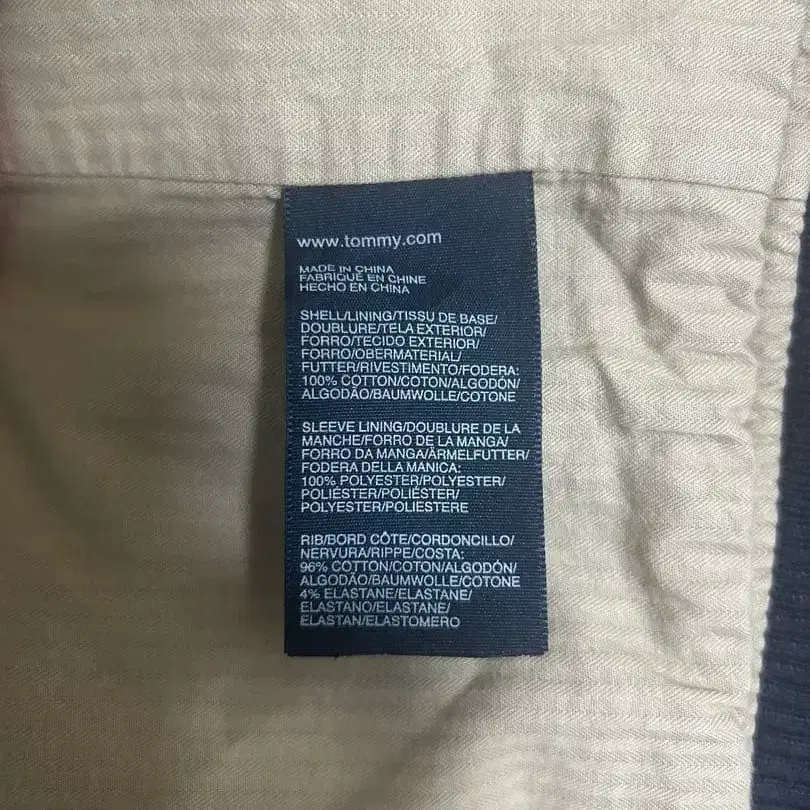 www.tommy.com
MADE IN CHINA
FABRIQUÉ EN CHINE
HECHO EN CHINA
SHELL/LINING/TISSU DE BASE/
DOUBLURE/TELA EXTERIOR/
FORRO/TECIDO EXTERIOR/
FORRO/OBERMATERIAL/
FUTTER/RIVESTIMENTO/FODERA:
100% COTTON/COTON/ALGODÓN/
ALGODÃO/BAUMWOLLE/COTONE
SLEEVE LINING/DOUBLURE DE LA
MANCHE/FORRO DE LA MANGA/
FORRO DA MANGA/ÄRMELFUTTER/
FODERA DELLA MANICA:
100% POLYESTER/POLYESTER/
POLIÉSTER/POLIÉSTER/
POLYESTER/POLIESTERE
RIB/BORD CÔTE/CORDONCILLO/
NERVURA/RIPPE/COSTA:
96% COTTON/COTON/ALGODÓN/
ALGODÃO/BAUMWOLLE/COTONE
4% ELASTANE/ELASTANE/
ELASTANO/ELASTANE/
ELASTAN/ELASTOMERO